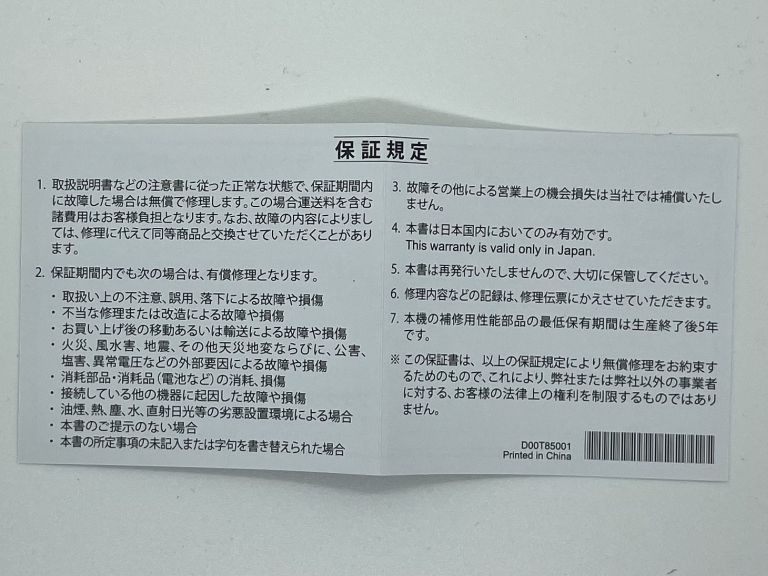 保証規定
1. 取扱説明書などの注意書に従った正常な状態で、保証期間内
に故障した場合は無償で修理します。この場合運送料を含む
諸費用はお客様負担となります。なお、故障の内容によりまし
ては、修理に代えて同等商品と交換させていただくことがあり
ます。
2. 保証期間内でも次の場合は、有償修理となります。
・取扱い上の不注意、誤用、落下による故障や損傷
・不当な修理または改造による故障や損傷
・お買い上げ後の移動あるいは輸送による故障や損傷
・火災、風水害、地震、その他天災地変ならびに、公害、
塩害、異常電圧などの外部要因による故障や損傷
・消耗部品・消耗品（電池など）の消耗、損傷
・接続している他の機器に起因した故障や損傷
・油煙、熱、塵、水、直射日光等の劣悪設置環境による場合
・本書のご提示のない場合
・本書の所定事項の未記入または字句を書き替えられた場合
3. 故障その他による営業上の機会損失は当社では補償いたし
ません。
4. 本書は日本国内においてのみ有効です。
This warranty is valid only in Japan.
5. 本書は再発行いたしませんので、大切に保管してください。
6. 修理内容などの記録は、修理伝票にかえさせていただきます。
7. 本機の補修用性能部品の最低保有期間は生産終了後5年
です。
※ この保証書は、以上の保証規定により無償修理をお約束す
るためのもので、これにより、弊社または弊社以外の事業者
に対する、お客様の法律上の権利を制限するものではあり
ません。
D00T85001
Printed in China